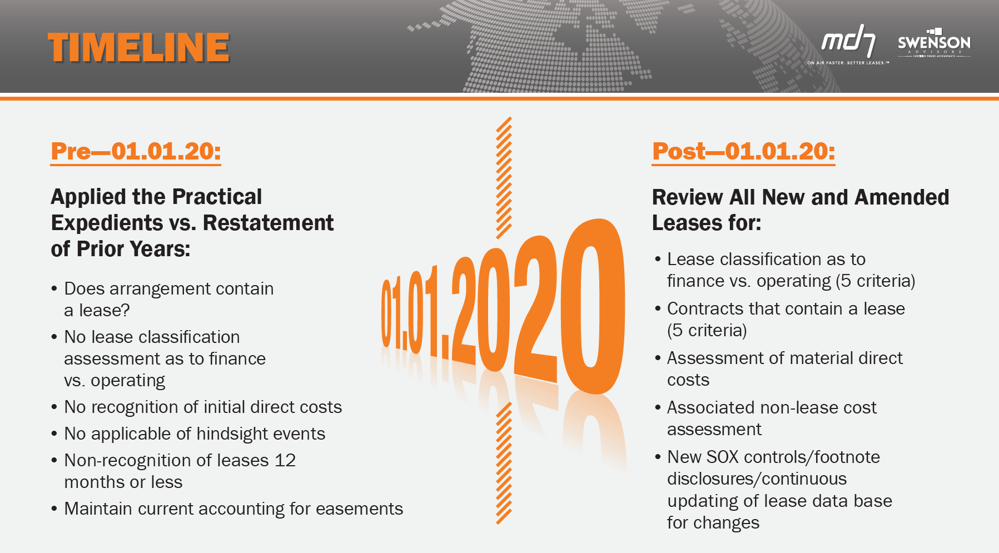 TIMELINE
md7
ON AIR FASTER. BETTER LEASES.™
SWENSON
ADVISORS
CERTIFIED PUBLIC ACCOUNTANTS
Pre—01.01.20:
Applied the Practical
Expedients vs. Restatement
of Prior Years:
• Does arrangement contain
a lease?
• No lease classification
assessment as to finance
vs. operating
• No recognition of initial direct costs
• No applicable of hindsight events
• Non-recognition of leases 12
months or less
• Maintain current accounting for easements
01.01.2020
Post—01.01.20:
Review All New and Amended
Leases for:
• Lease classification as to
finance vs. operating (5 criteria)
• Contracts that contain a lease
(5 criteria)
• Assessment of material direct
costs
• Associated non-lease cost
assessment
• New SOX controls/footnote
disclosures/continuous
updating of lease data base
for changes